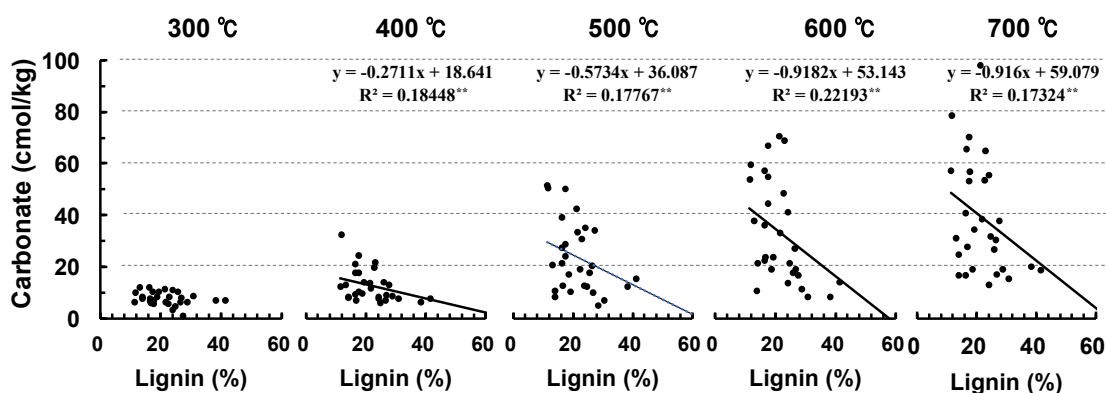 300 ℃ 400 ℃ 500 ℃ 600 ℃ 700 ℃
y = -0.2711x + 18.641 y = -0.5734x + 36.087 y = -0.9182x + 53.143 y = -0.916x + 59.079
R² = 0.18448** R² = 0.17767** R² = 0.22193** R² = 0.17324**
Carbonate (cmol/kg)
100
80
60
40
20
0
0 20 40 60 0 20 40 60 0 20 40 60 0 20 40 60 0 20 40 60
Lignin (%) Lignin (%) Lignin (%) Lignin (%) Lignin (%)